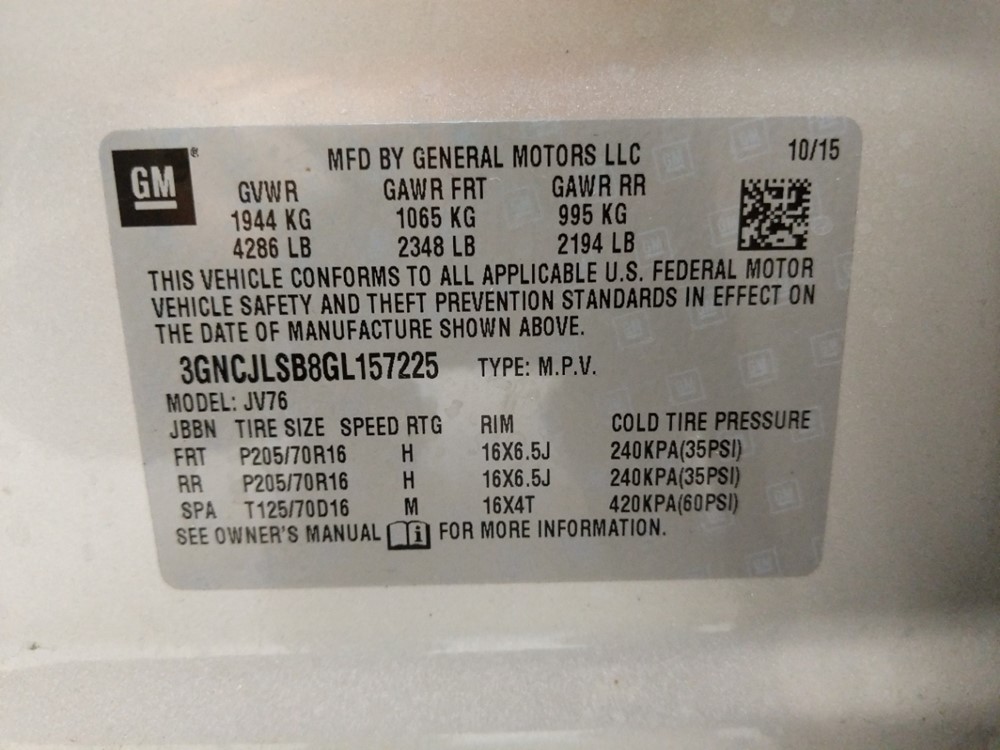 GM ® MFD BY GENERAL MOTORS LLC 10/15
GVWR GAWR FRT GAWR RR
1944 KG 1065 KG 995 KG
4286 LB 2348 LB 2194 LB
THIS VEHICLE CONFORMS TO ALL APPLICABLE U.S. FEDERAL MOTOR
VEHICLE SAFETY AND THEFT PREVENTION STANDARDS IN EFFECT ON
THE DATE OF MANUFACTURE SHOWN ABOVE.
3GNCJLSB8GL157225 TYPE: M.P.V.
MODEL: JV76
JBBN TIRE SIZE SPEED RTG RIM COLD TIRE PRESSURE
FRT P205/70R16 H 16X6.5J 240KPA(35PSI)
RR P205/70R16 H 16X6.5J 240KPA(35PSI)
SPA T125/70D16 M 16X4T 420KPA(60PSI)
SEE OWNER'S MANUAL i FOR MORE INFORMATION.